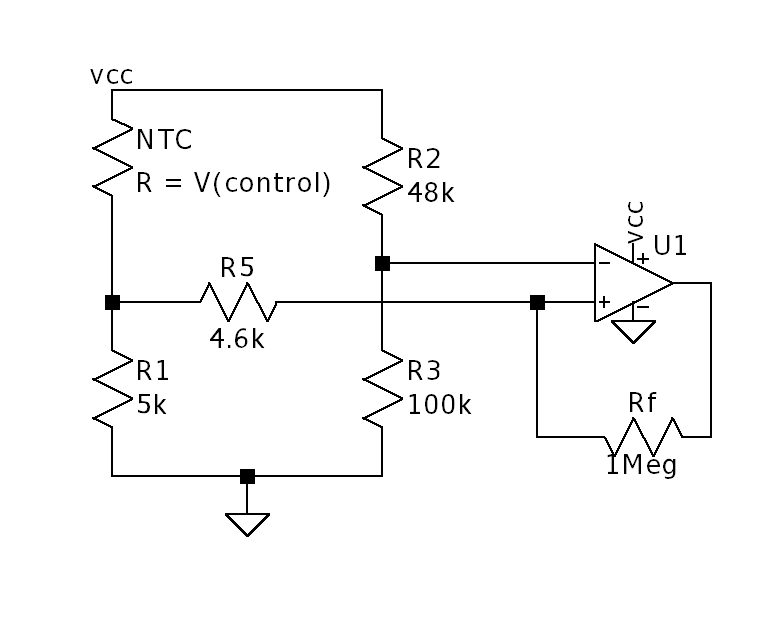 VCC
NTC
R = V(control)
R2
48k
VCC
U1
+
−
+
−
R5
4.6k
R1
5k
R3
100k
Rf
1Meg